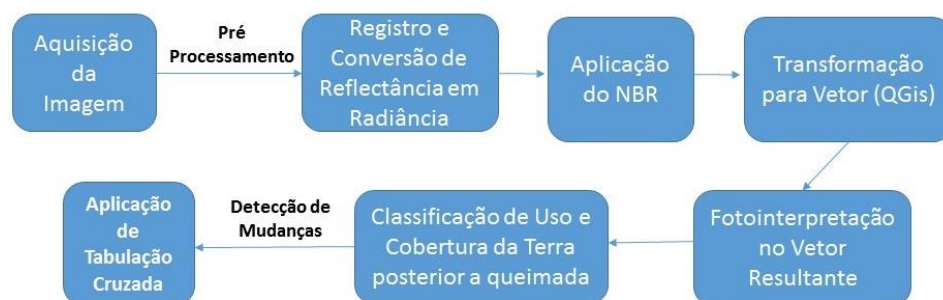 Aquisição
da
Imagem
Pré
Processamento
Registro e
Conversão de
Reflectância em
Radiância
Aplicação
do NBR
Transformação
para Vetor (QGis)
Fotointerpretação
no Vetor
Resultante
Classificação de Uso e
Cobertura da Terra
posterior a queimada
Detecção de
Mudanças
Aplicação
de
Tabulação
Cruzada